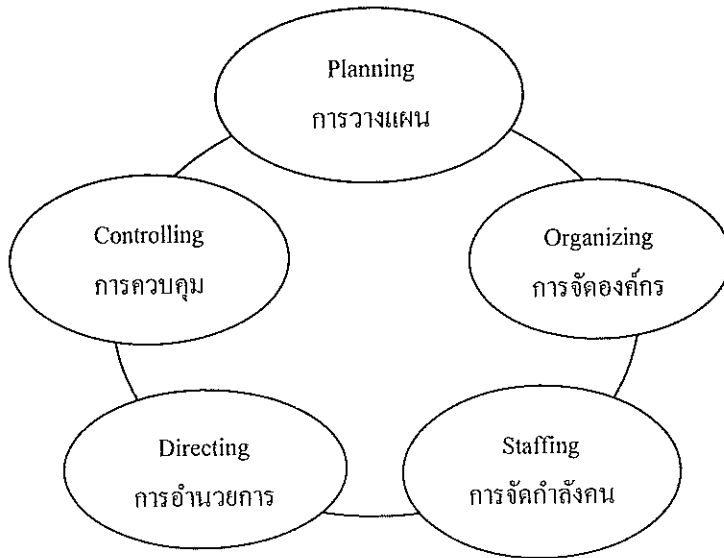 Planning
การวางแผน
Organizing
การจัดองค์กร
Staffing
การจัดกำลังคน
Directing
การอำนวยการ
Controlling
การควบคุม